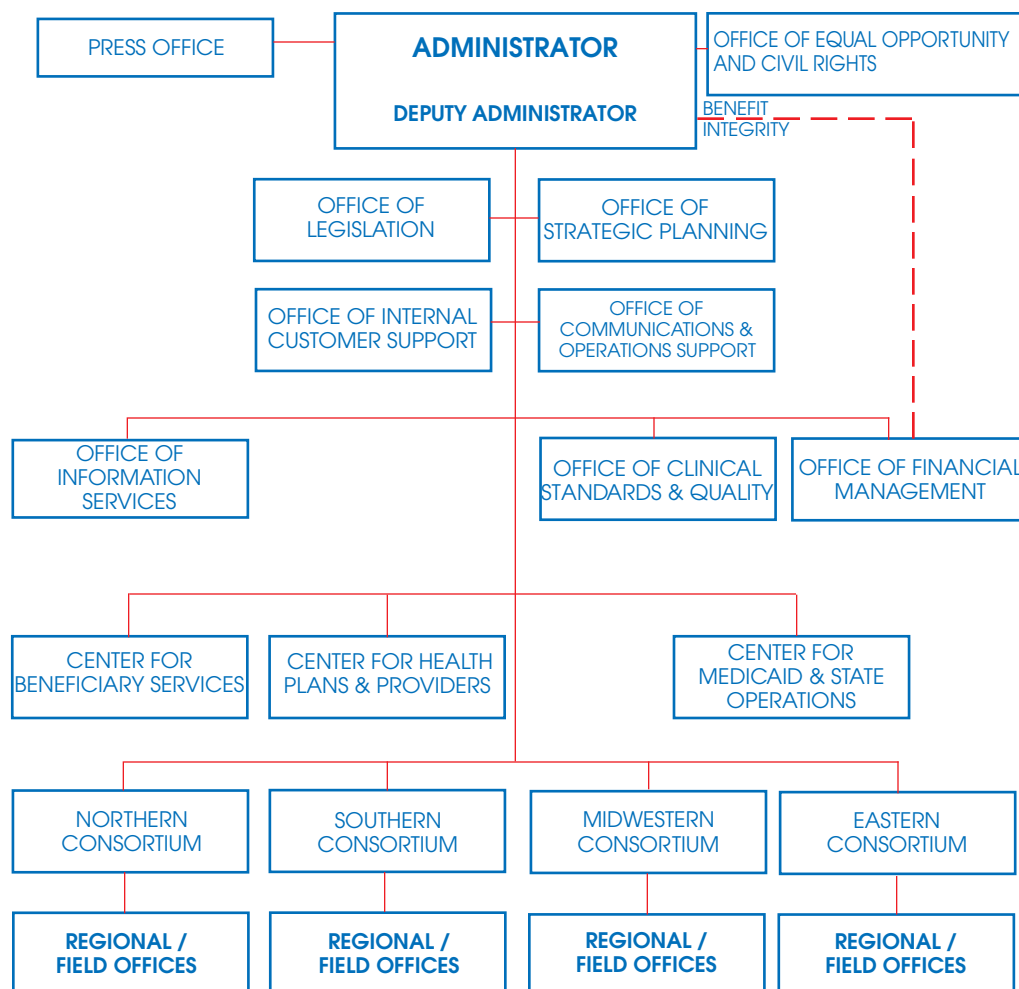 PRESS OFFICE
ADMINISTRATOR
DEPUTY ADMINISTRATOR
OFFICE OF EQUAL OPPORTUNITY
AND CIVIL RIGHTS
BENEFIT
INTEGRITY
OFFICE OF
LEGISLATION
OFFICE OF
STRATEGIC PLANNING
OFFICE OF INTERNAL
CUSTOMER SUPPORT
OFFICE OF
COMMUNICATIONS &
OPERATIONS SUPPORT
OFFICE OF
INFORMATION
SERVICES
OFFICE OF CLINICAL
STANDARDS & QUALITY
OFFICE OF FINANCIAL
MANAGEMENT
CENTER FOR
BENEFICIARY SERVICES
CENTER FOR HEALTH
PLANS & PROVIDERS
CENTER FOR
MEDICAID & STATE
OPERATIONS
NORTHERN
CONSORTIUM
SOUTHERN
CONSORTIUM
MIDWESTERN
CONSORTIUM
EASTERN
CONSORTIUM
REGIONAL /
FIELD OFFICES
REGIONAL /
FIELD OFFICES
REGIONAL /
FIELD OFFICES
REGIONAL /
FIELD OFFICES